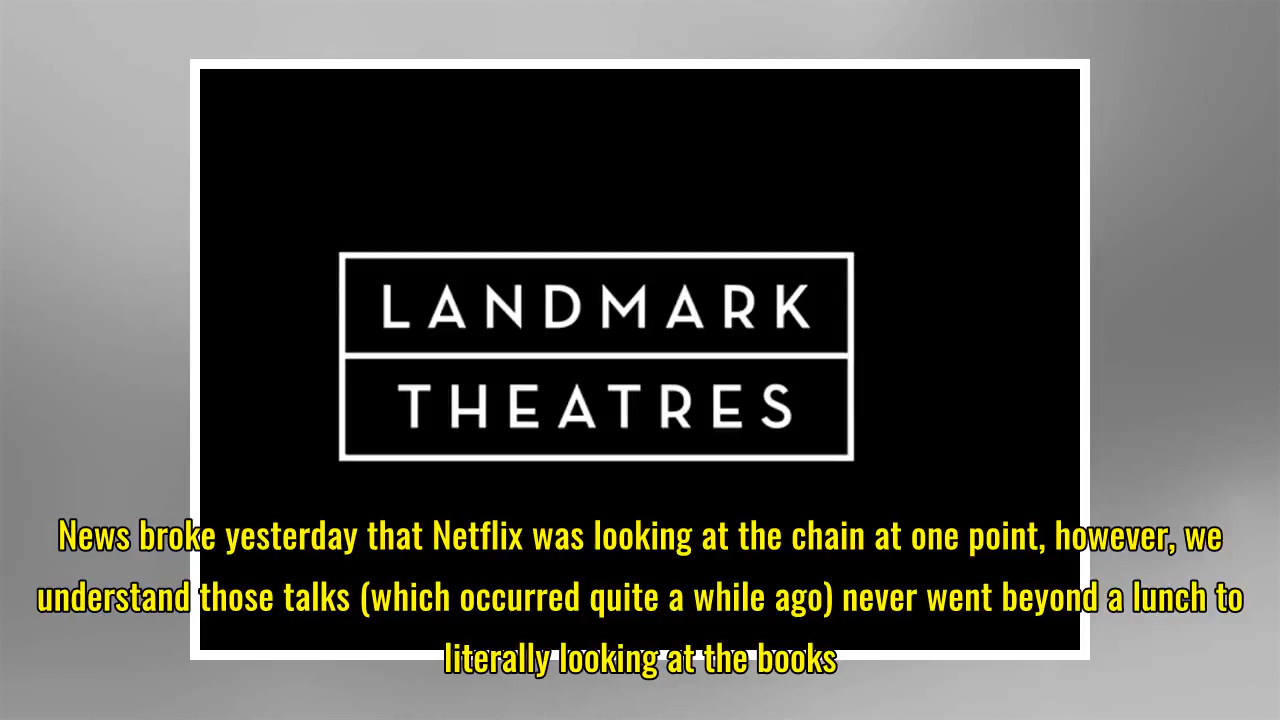 LANDMARK
THEATRES
News broke yesterday that Netflix was looking at the chain at one point, however, we
understand those talks (which occurred quite a while ago) never went beyond a lunch to
literally looking at the books